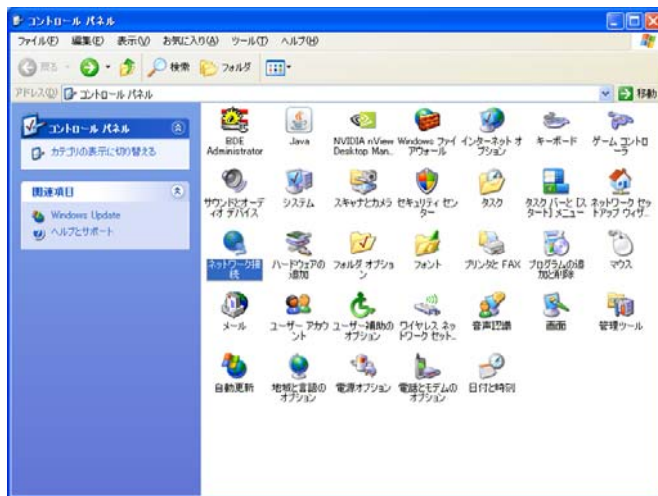 コントロール パネル
ファイル(F) 編集(E) 表示(V) お気に入り(A) ツール(T) ヘルプ(H)
戻る 検索 フォルダ
アドレス(D) コントロール パネル 移動
コントロール パネル
カテゴリの表示に切り替える
関連項目
Windows Update
ヘルプとサポート
BDE
Administrator
Java
NVIDIA nView
Desktop Man...
Windows ファイ
アウォール
インターネット オ
プション
キーボード
ゲーム コントロ
ーラ
サウンドとオーデ
ィオ デバイス
システム
スキャナとカメラ
セキュリティ セン
ター
タスク
タスク バーと [ス
タート] メニュー
ネットワーク セッ
トアップ ウィザ...
ネットワーク接
続
ハードウェアの
追加
フォルダ オプショ
ン
フォント
プリンタと FAX
プログラムの追
加と削除
マウス
メール
ユーザー アカウ
ント
ユーザー補助の
オプション
ワイヤレス ネッ
トワーク セット...
音声認識
画面
管理ツール
自動更新
地域と言語の
オプション
電源オプション
電話とモデムの
オプション
日付と時刻